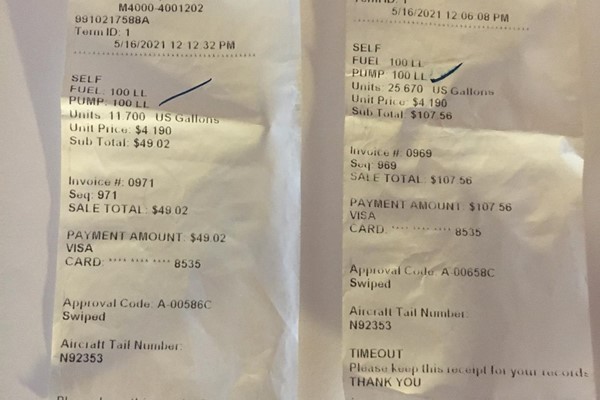 M4000-4001202
9910217588A
Term ID: 1
5/16/2021 12 12 32 PM
SELF
FUEL: 100 LL
PUMP: 100 LL
Units: 11.700 US Gallons
Unit Price: $4.190
Sub Total: $49.02
Invoice #: 0971
Seq: 971
SALE TOTAL: $49.02
PAYMENT AMOUNT: $49.02
VISA
CARD: **** **** **** 8535
Approval Code: A-00586C
Swiped
Aircraft Tail Number:
N92353
5/16/2021 12:06:08 PM
SELF
FUEL 100 LL
PUMP 100 LL
Units: 25.670 US Gallons
Unit Price: $4.190
Sub Total: $107.56
Invoice #: 0969
Seq: 969
SALE TOTAL: $107 56
PAYMENT AMOUNT: $107.56
VISA
CARD: **** **** **** 8535
Approval Code: A-00658C
Swiped
Aircraft Tail Number:
N92353
TIMEOUT
Please keep this receipt for your records
THANK YOU